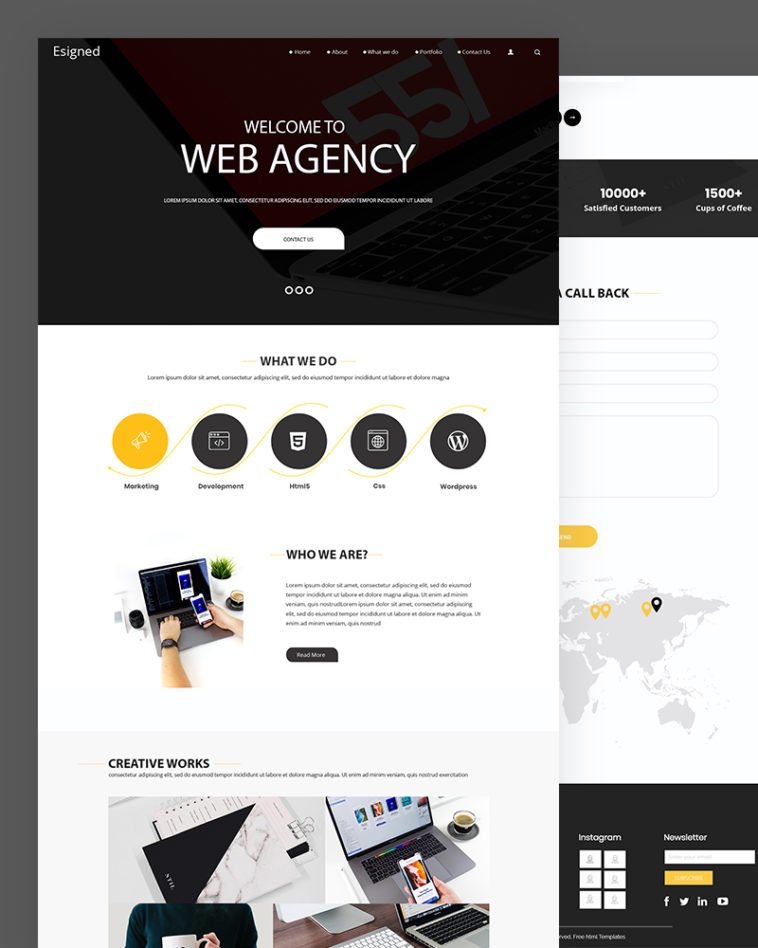 Esigned
Home About What we do Portfolio Contact Us
55/
WELCOME TO
WEB AGENCY
LOREM IPSUM DOLOR SIT AMET, CONSECTETUR ADIPISCING ELIT, SED DO EIUSMOD TEMPOR INCIDIDUNT UT LABORE
CONTACT US
WHAT WE DO
Lorem ipsum dolor sit amet, consectetur adipiscing elit, sed do eiusmod tempor incididunt ut labore et dolore magna
Marketing Development Html5 Css Wordpress
WHO WE ARE?
Lorem ipsum dolor sit amet, consectetur adipiscing elit, sed do eiusmod
tempor incididunt ut labore et dolore magna aliqua. Ut enim ad minim
veniam, quis nostrudLorem ipsum dolor sit amet, consectetur adipiscing
elit, sed do eiusmod tempor incididunt ut labore et dolore magna aliqua. Ut
enim ad minim veniam, quis nostrud
Read More
CREATIVE WORKS
consectetur adipiscing elit, sed do eiusmod tempor incididunt ut labore et dolore magna aliqua. Ut enim ad minim veniam, quis nostrud exercitation
STIL
10000+ 1500+
Satisfied Customers Cups of Coffee
A CALL BACK
END
Instagram Newsletter
Enter your email
SUBSCRIBE
rved. Free html Templates